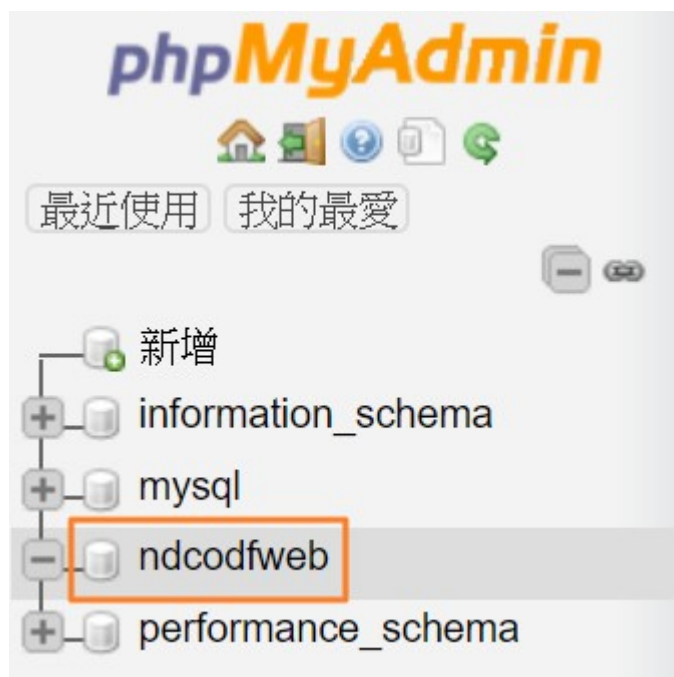 phpMyAdmin
最近使用 我的最愛
新增
information_schema
mysql
ndcodfweb
performance_schema